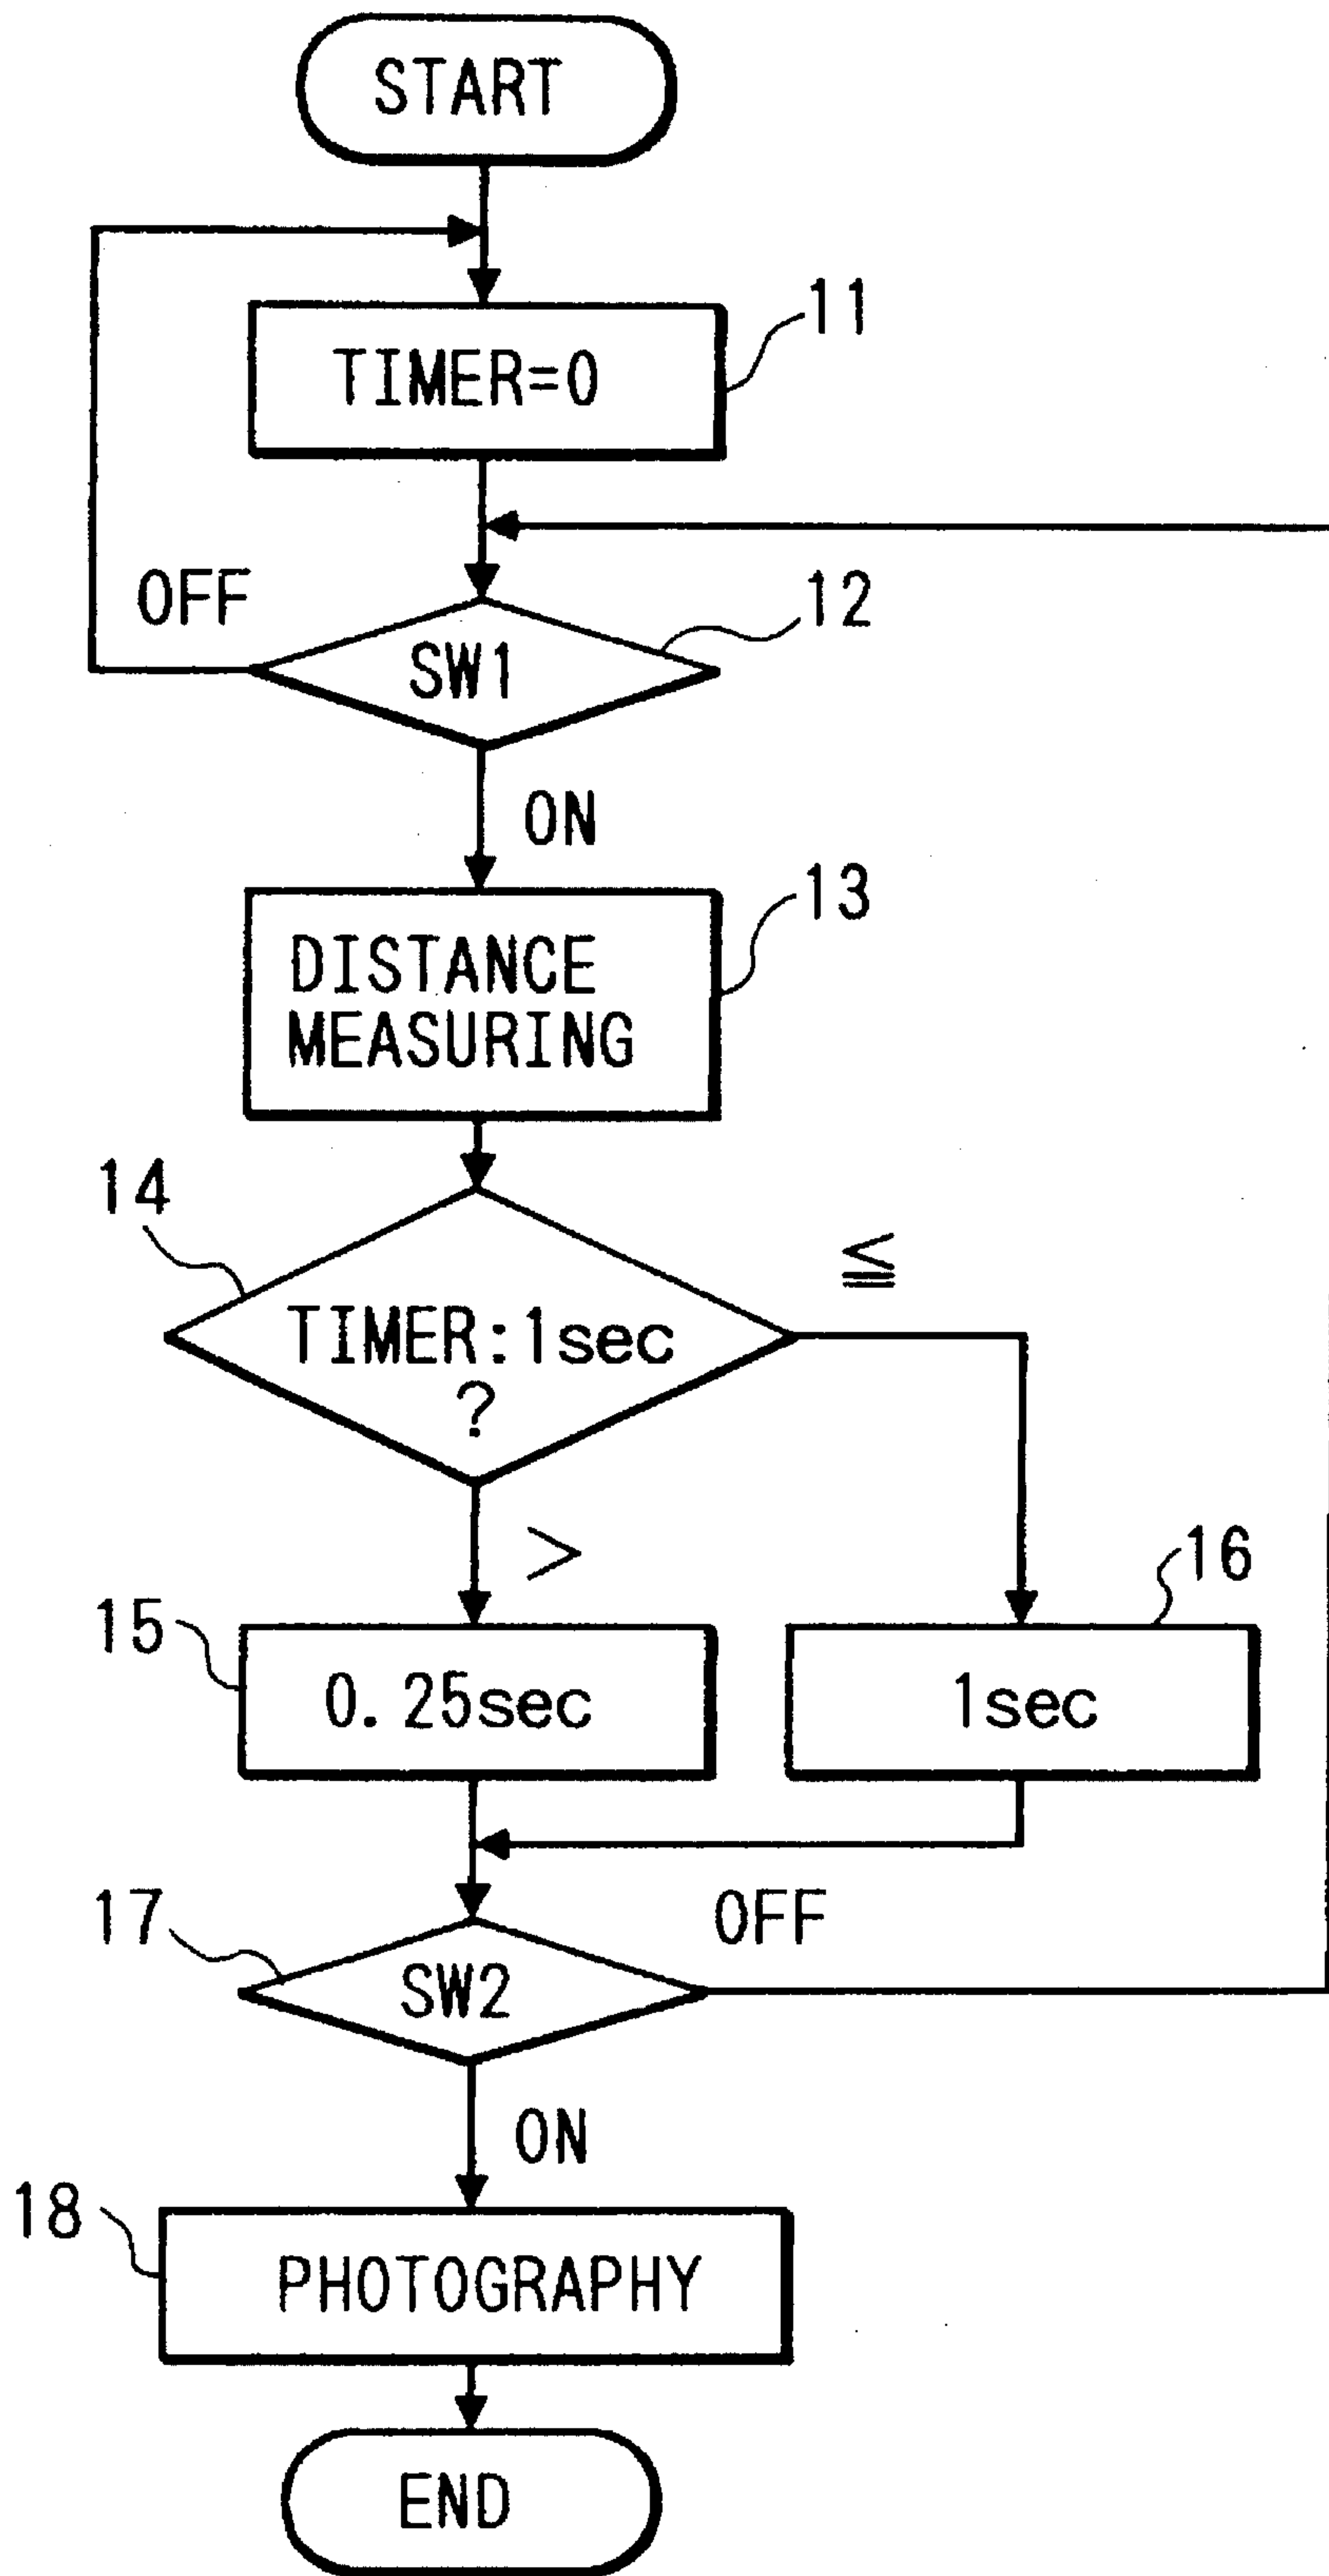 START
11
TIMER=0
OFF
12
SW1
ON
13
DISTANCE
MEASURING
14
≦
TIMER:1sec
?
>
15
16
0.25sec
1sec
17
OFF
SW2
ON
18
PHOTOGRAPHY
END